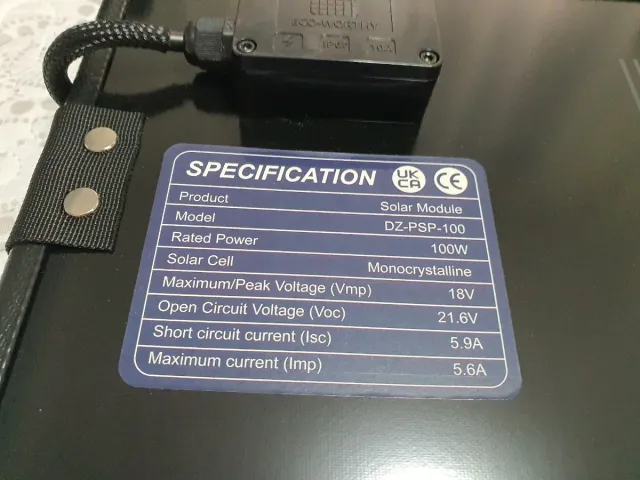 ECO-WORTHY
SPECIFICATION UK CA CE
Product Solar Module
Model DZ-PSP-100
Rated Power 100W
Solar Cell Monocrystalline
Maximum/Peak Voltage (Vmp) 18V
Open Circuit Voltage (Voc) 21.6V
Short circuit current (Isc) 5.9A
Maximum current (Imp) 5.6A